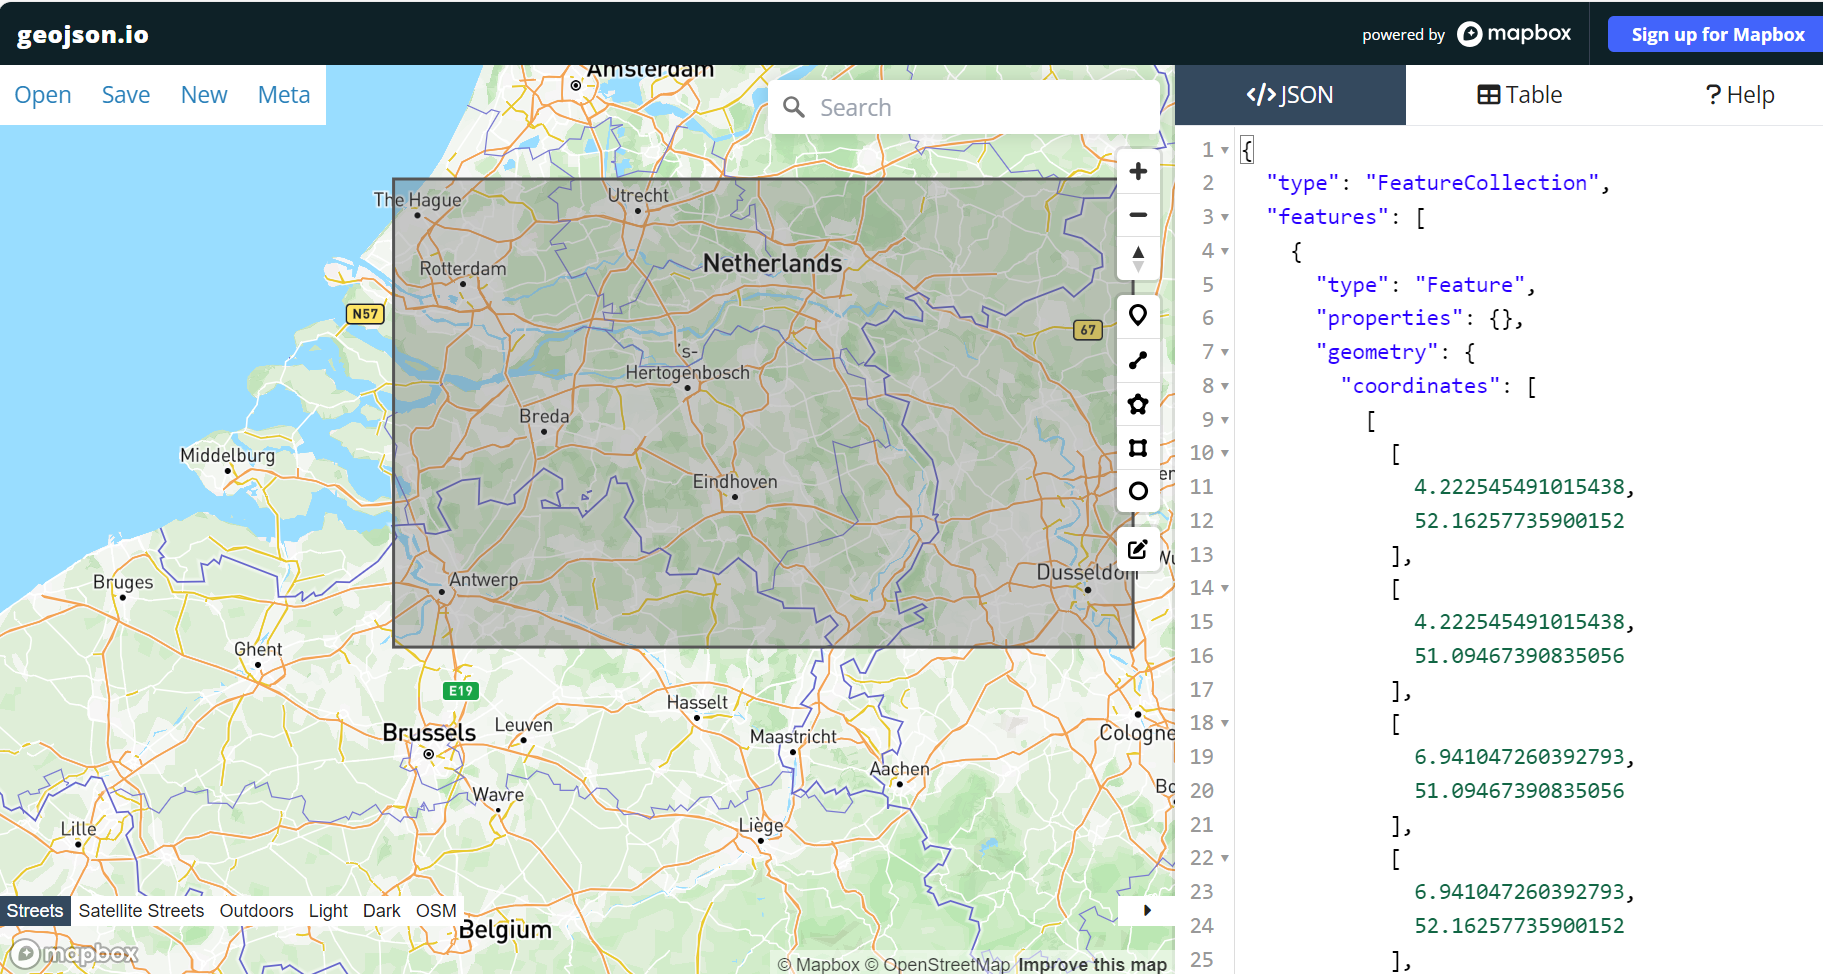 geojson.io
powered by mapbox
Sign up for Mapbox
Open Save New Meta
Search
</>JSON
Table
? Help
Amsterdam
The Hague
Utrecht
Netherlands
Rotterdam
N57
67
's-
Hertogenbosch
Breda
Middelburg
Eindhoven
Bruges
Antwerp
Dusseldorf
Ghent
E19
Hasselt
Brussels
Leuven
Maastricht
Cologne
Aachen
Wavre
Liège
Lille
Belgium
Streets Satellite Streets Outdoors Light Dark OSM
mapbox
© Mapbox © OpenStreetMap Improve this map
1 {
2 "type": "FeatureCollection",
3 "features": [
4 {
5 "type": "Feature",
6 "properties": {},
7 "geometry": {
8 "coordinates": [
9 [
10 [
11 4.222545491015438,
12 52.16257735900152
13 ],
14 [
15 4.222545491015438,
16 51.09467390835056
17 ],
18 [
19 6.941047260392793,
20 51.09467390835056
21 ],
22 [
23 6.941047260392793,
24 52.16257735900152
25 ],